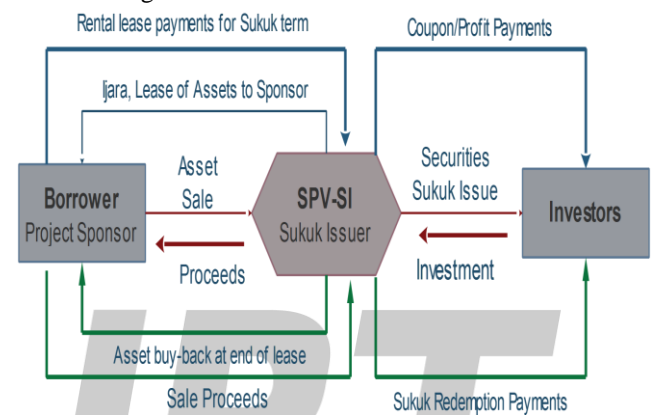 Rental lease payments for Sukuk term
Coupon/Profit Payments
Ijara, Lease of Assets to Sponsor
Asset
Sale
Securities
Sukuk Issue
Borrower
Project Sponsor
SPV-SI
Sukuk Issuer
Investors
Proceeds
Investment
Asset buy-back at end of lease
Sale Proceeds
Sukuk Redemption Payments